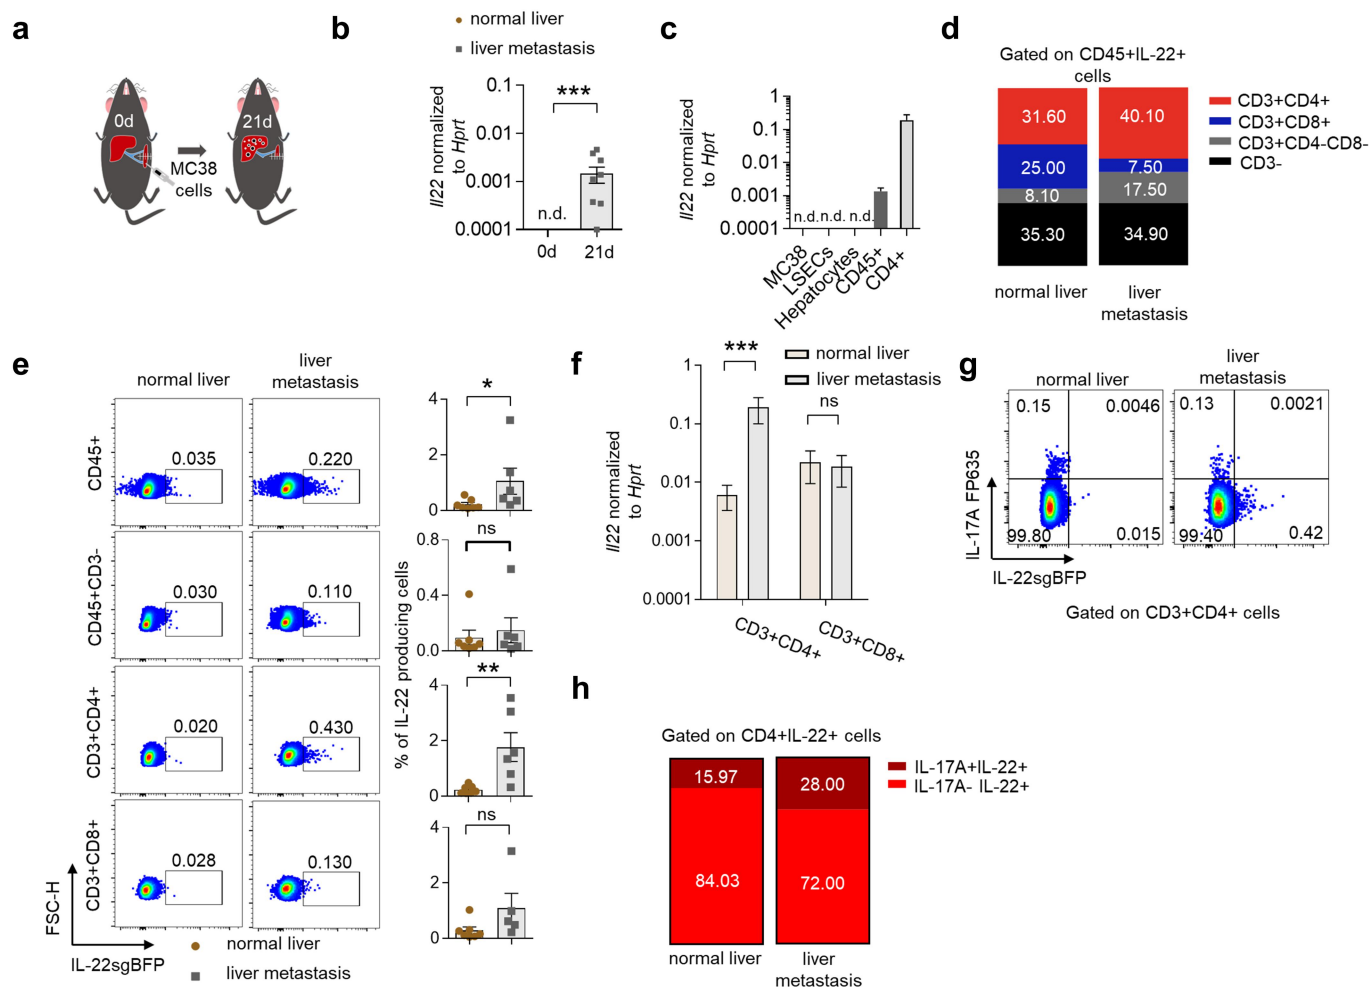 a
0d
21d
MC38
cells
b
normal liver
liver metastasis
Il22 normalized
to Hprt
0.1
0.01
0.001
0.0001
***
n.d.
0d
21d
c
Il22 normalized
to Hprt
1
0.1
0.01
0.001
0.0001
n.d.
n.d.
n.d.
MC38
LSECs
Hepatocytes
CD45+
CD4+
d
Gated on CD45+IL-22+
cells
31.60
25.00
8.10
35.30
40.10
7.50
17.50
34.90
normal liver
liver
metastasis
CD3+CD4+
CD3+CD8+
CD3+CD4-CD8-
CD3-
e
normal liver
liver
metastasis
CD45+
0.035
0.220
CD45+CD3-
0.030
0.110
CD3+CD4+
0.020
0.430
CD3+CD8+
0.028
0.130
FSC-H
IL-22sgBFP
normal liver
liver metastasis
% of IL-22 producing cells
4
2
0
*
0.8
0.4
0.0
ns
4
2
0
**
4
2
0
ns
f
Il22 normalized
to Hprt
1
0.1
0.01
0.001
0.0001
***
ns
normal liver
liver metastasis
CD3+CD4+
CD3+CD8+
g
normal liver
liver
metastasis
0.15
0.0046
99.80
0.015
0.13
0.0021
99.40
0.42
IL-17A FP635
IL-22sgBFP
Gated on CD3+CD4+ cells
h
Gated on CD4+IL-22+ cells
15.97
84.03
28.00
72.00
normal liver
liver
metastasis
IL-17A+IL-22+
IL-17A- IL-22+